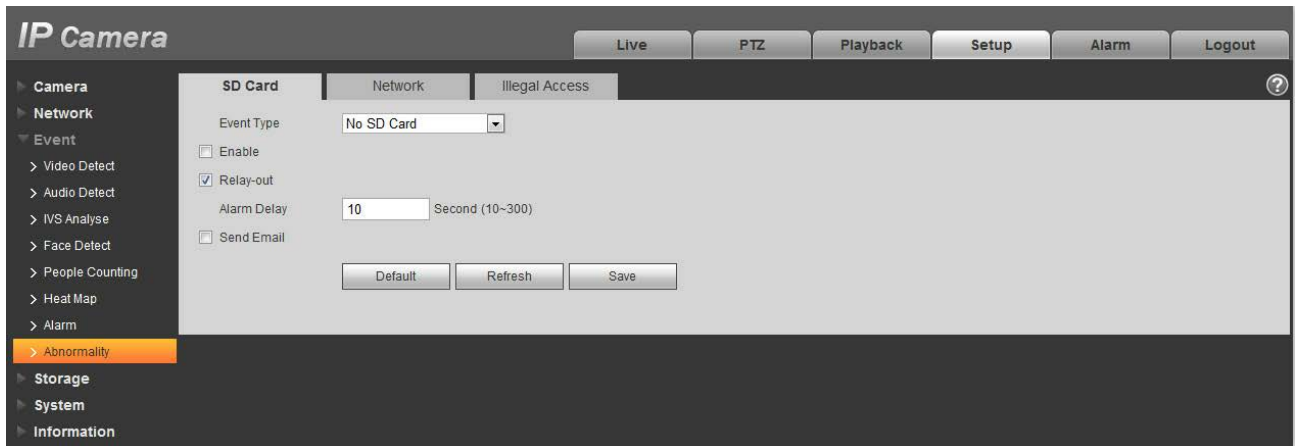 IP Camera
Live PTZ Playback Setup Alarm Logout
Camera
Network
Event
> Video Detect
> Audio Detect
> IVS Analyse
> Face Detect
> People Counting
> Heat Map
> Alarm
> Abnormality
Storage
System
Information
SD Card Network Illegal Access
?
Event Type No SD Card
Enable
Relay-out
Alarm Delay 10 Second (10~300)
Send Email
Default Refresh Save